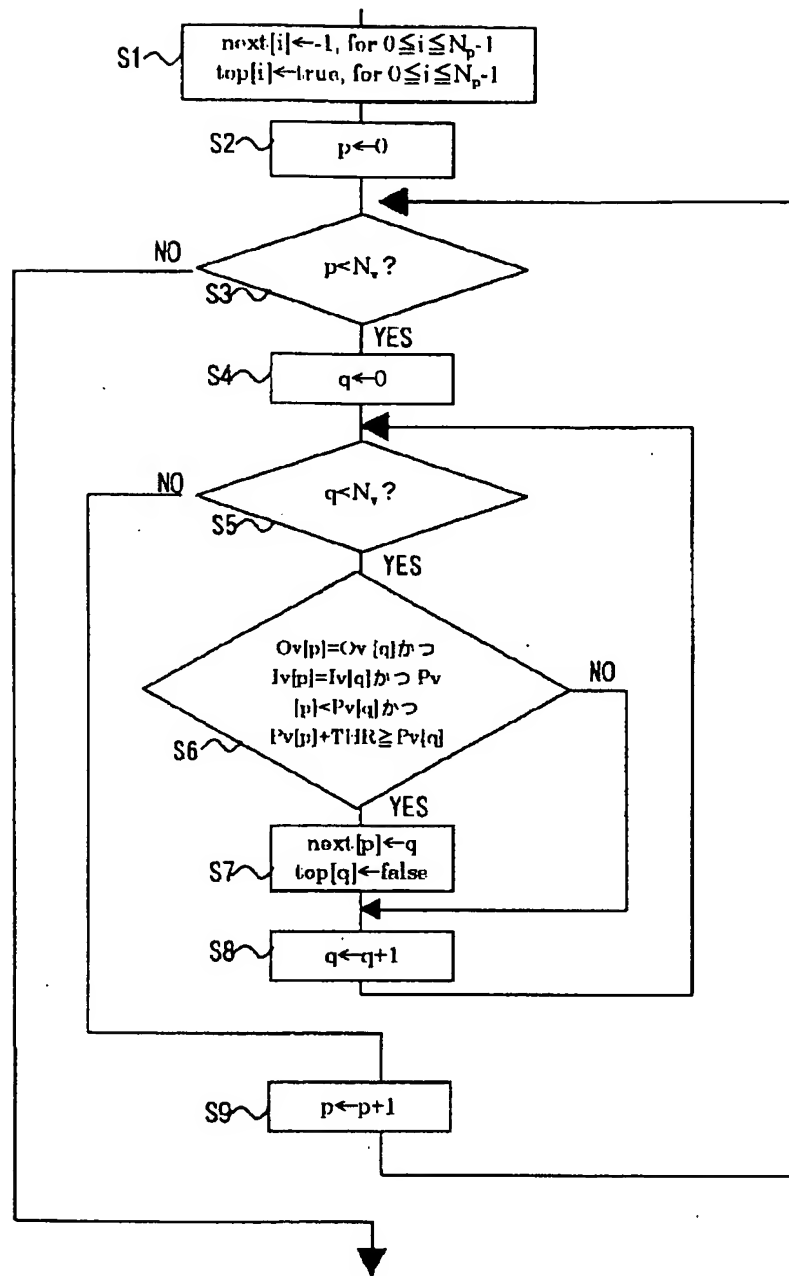 S1
next[i]←-1, for 0≦i≦Np-1
top[i]←true, for 0≦i≦Np-1
S2
p←0
NO
p<Nv?
S3
YES
S4
q←0
NO
q<Nv?
S5
YES
Ov[p]=Ov[q]かつ
Iv[p]=Iv[q]かつ Pv
[p]<Pv[q]かつ
Pv[p]+THR≧Pv[q]
NO
S6
YES
next[p]←q
top[q]←false
S7
S8
q←q+1
S9
p←p+1